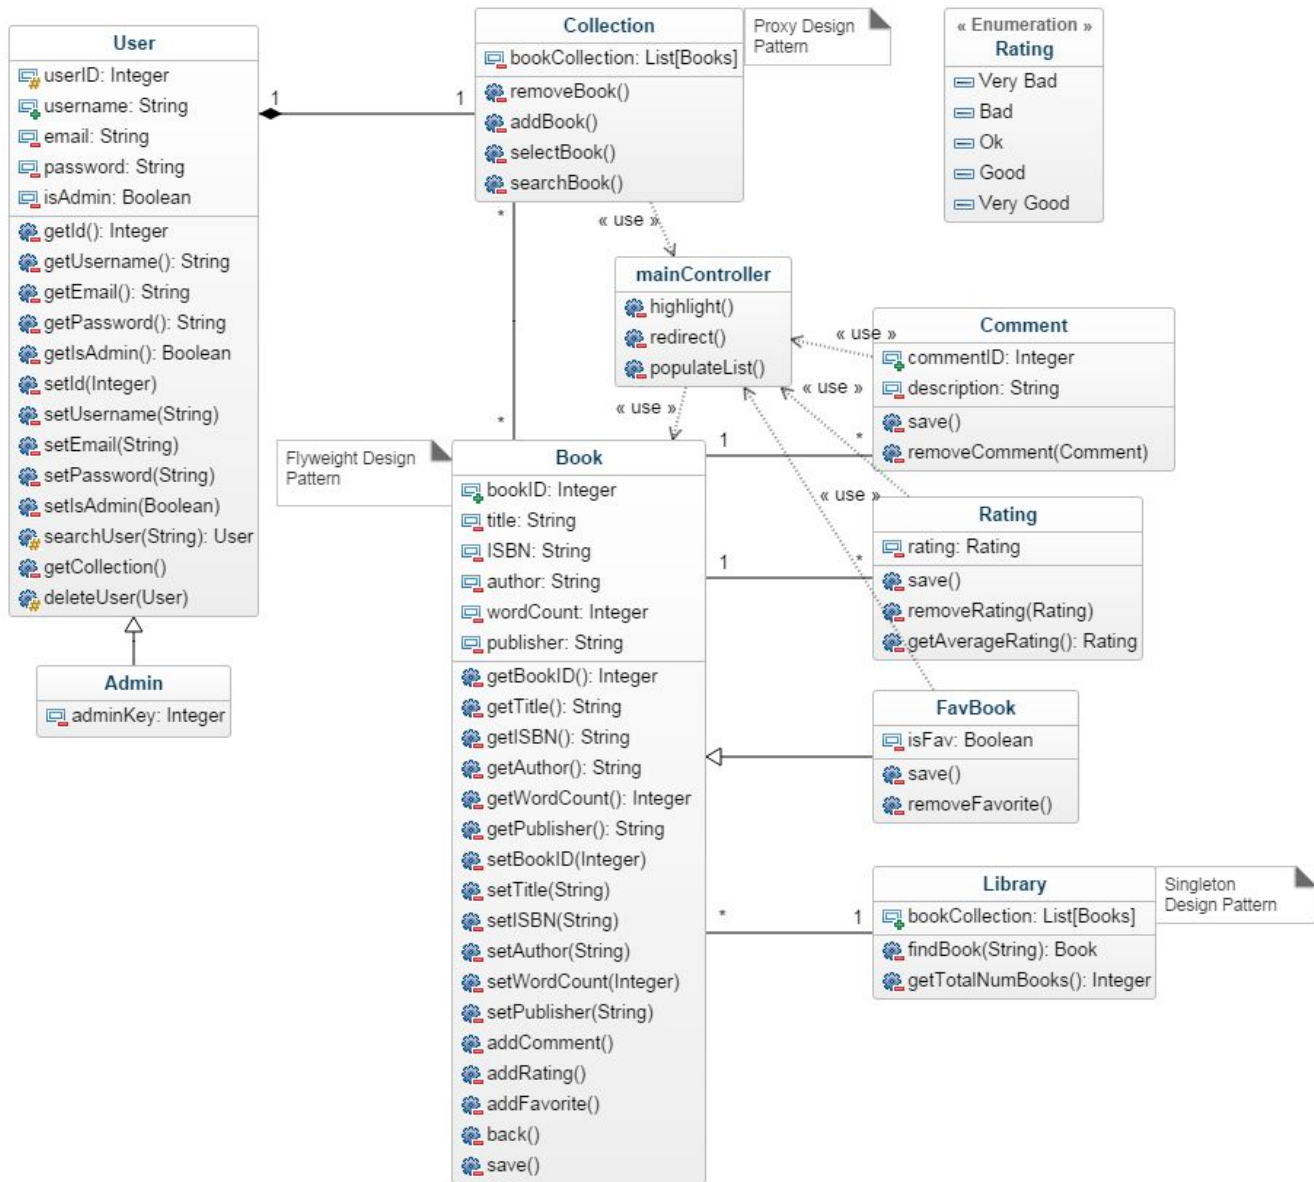 User
userID: Integer
username: String
email: String
password: String
isAdmin: Boolean
getId(): Integer
getUsername(): String
getEmail(): String
getPassword(): String
getIsAdmin(): Boolean
setId(Integer)
setUsername(String)
setEmail(String)
setPassword(String)
setIsAdmin(Boolean)
searchUser(String): User
getCollection()
deleteUser(User)
Admin
adminKey: Integer
1
1
Collection
bookCollection: List[Books]
removeBook()
addBook()
selectBook()
searchBook()
Proxy Design
Pattern
« Enumeration »
Rating
Very Bad
Bad
Ok
Good
Very Good
*
*
« use »
mainController
highlight()
redirect()
populateList()
« use »
« use »
« use »
« use »
Comment
commentID: Integer
description: String
save()
removeComment(Comment)
1
*
Flyweight Design
Pattern
Book
bookID: Integer
title: String
ISBN: String
author: String
wordCount: Integer
publisher: String
getBookID(): Integer
getTitle(): String
getISBN(): String
getAuthor(): String
getWordCount(): Integer
getPublisher(): String
setBookID(Integer)
setTitle(String)
setISBN(String)
setAuthor(String)
setWordCount(Integer)
setPublisher(String)
addComment()
addRating()
addFavorite()
back()
save()
1
*
Rating
rating: Rating
save()
removeRating(Rating)
getAverageRating(): Rating
FavBook
isFav: Boolean
save()
removeFavorite()
*
1
Library
bookCollection: List[Books]
findBook(String): Book
getTotalNumBooks(): Integer
Singleton
Design Pattern